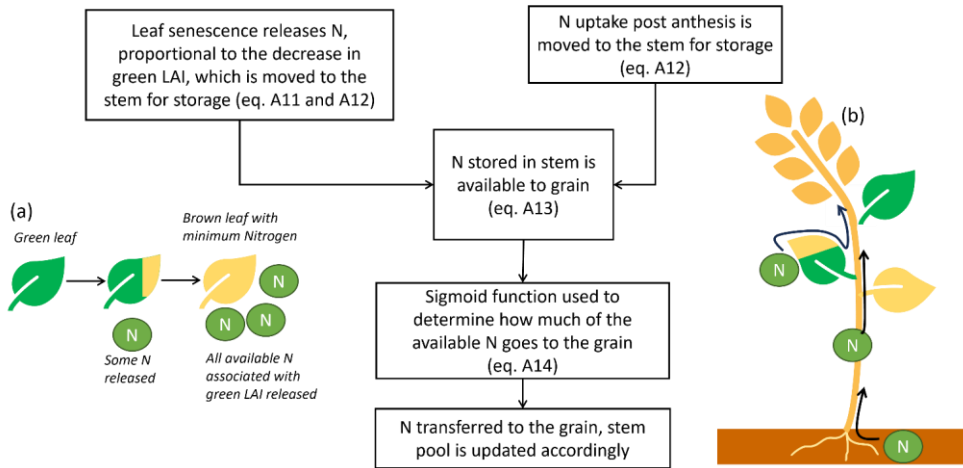 Leaf senescence releases N,
proportional to the decrease in
green LAI, which is moved to the
stem for storage (eq. A11 and A12)
N uptake post anthesis is
moved to the stem for storage
(eq. A12)
N stored in stem is
available to grain
(eq. A13)
Sigmoid function used to
determine how much of the
available N goes to the grain
(eq. A14)
N transferred to the grain, stem
pool is updated accordingly
(a)
Green leaf
Brown leaf with
minimum Nitrogen
N
N
N
N
Some N
released
All available N
associated with
green LAI released
(b)
N
N
N